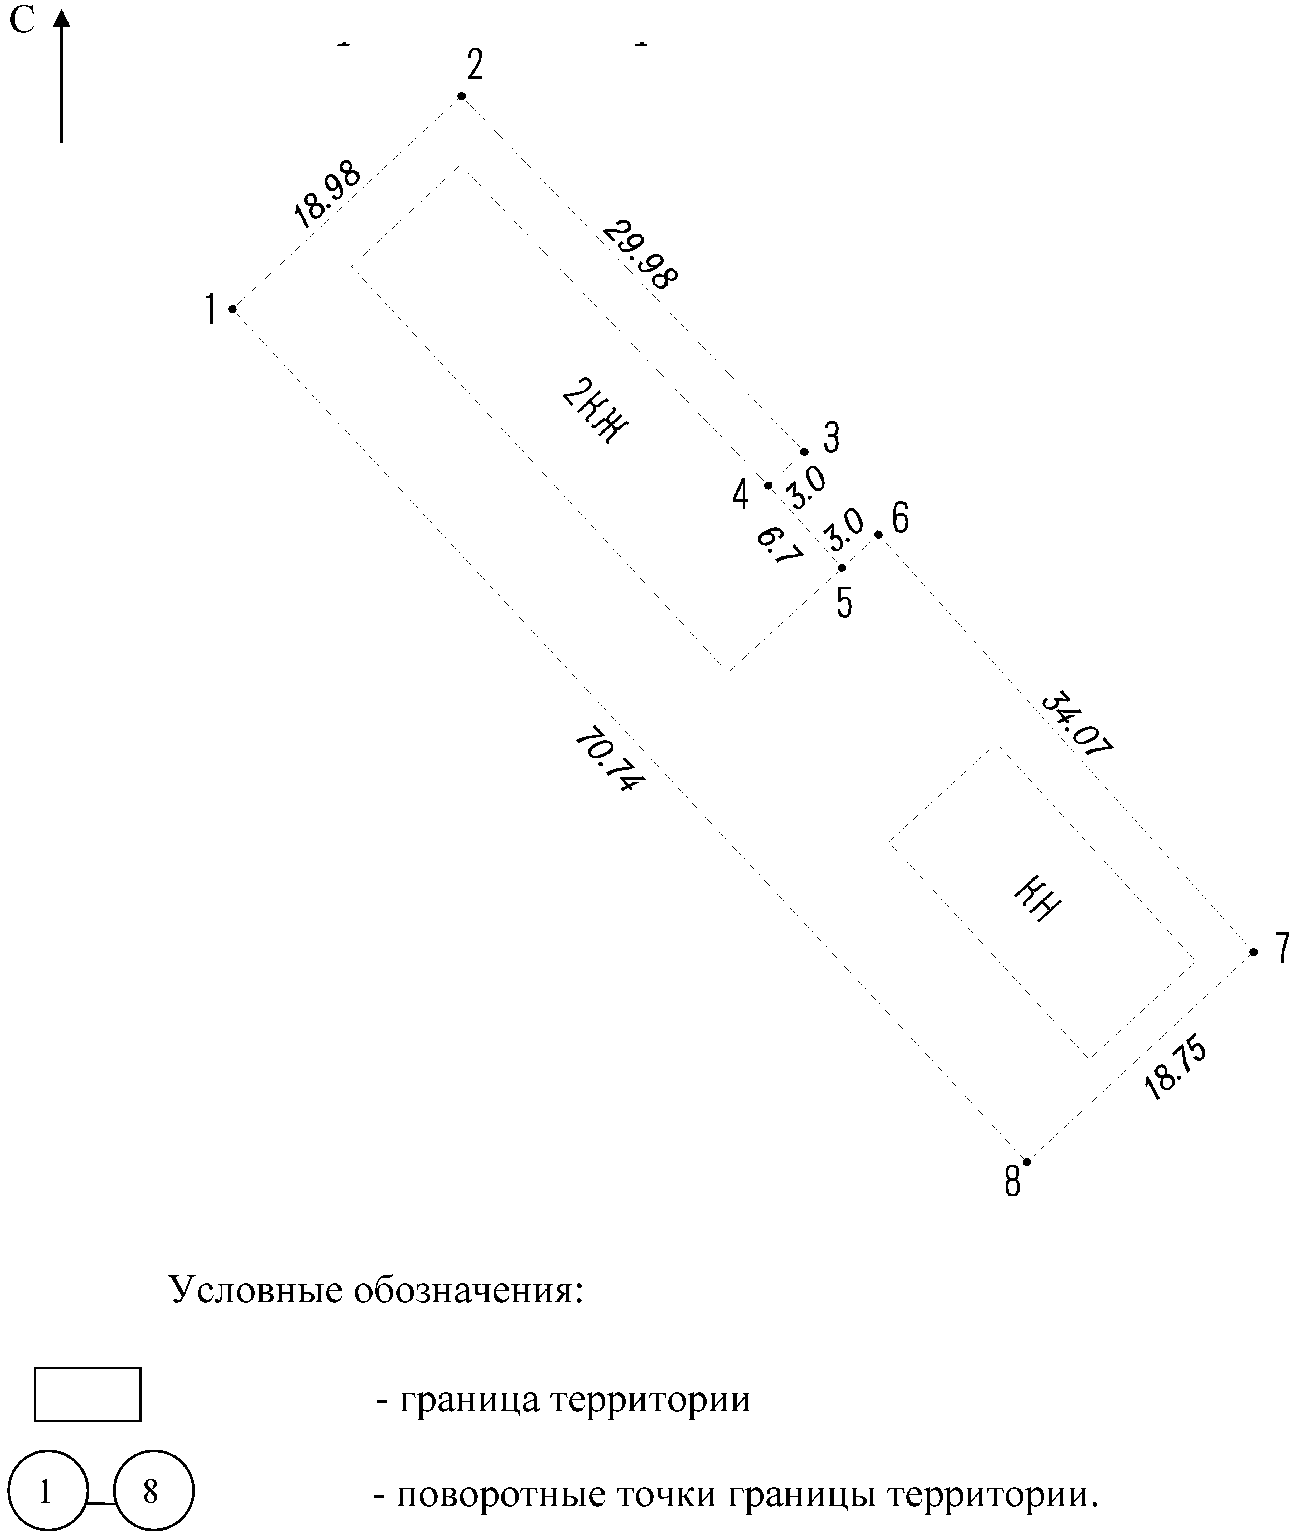 С
2
18.98
29.98
1
2КЖ
3
4
3.0
6
3.0
6.7
5
34.07
70.74
КН
7
18.75
8
Условные обозначения:
- граница территории
1 8 - поворотные точки границы территории.